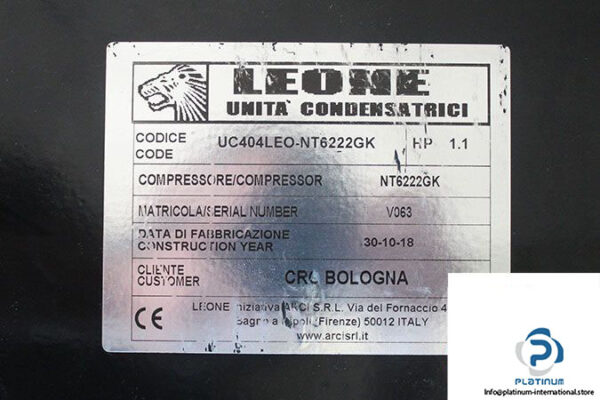 LEONE
UNITA' CONDENSATRICI
CODICE
CODE
UC404LEO-NT6222GK HP 1.1
COMPRESSORE/COMPRESSOR NT6222GK
MATRICOLA/SERIAL NUMBER V063
DATA DI FABBRICAZIONE
CONSTRUCTION YEAR
30-10-18
CLIENTE
CUSTOMER
BOLOGNA
LEONE ARCI S.R.L. Via del Fornaccio 4
(Firenze) 50012 ITALY
www.arcisrl.it
CE
P
PLATINUM
Info@platinum-international.store